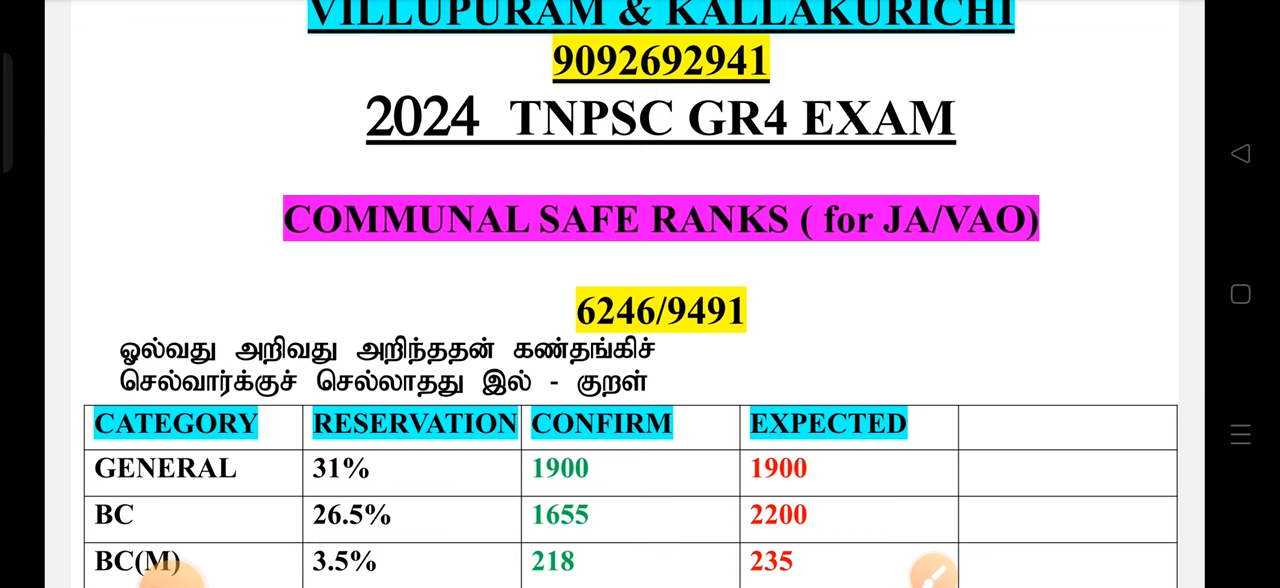 VILLUPURAM & KALLAKURICHI
9092692941
2024 TNPSC GR4 EXAM
COMMUNAL SAFE RANKS ( for JA/VAO)
6246/9491
ஒல்வது அறிவது அறிந்ததன் கண்தங்கிச்
செல்வார்க்குச் செல்லாதது இல் - குறள்
CATEGORY RESERVATION CONFIRM EXPECTED
GENERAL 31% 1900 1900
BC 26.5% 1655 2200
BC(M) 3.5% 218 235